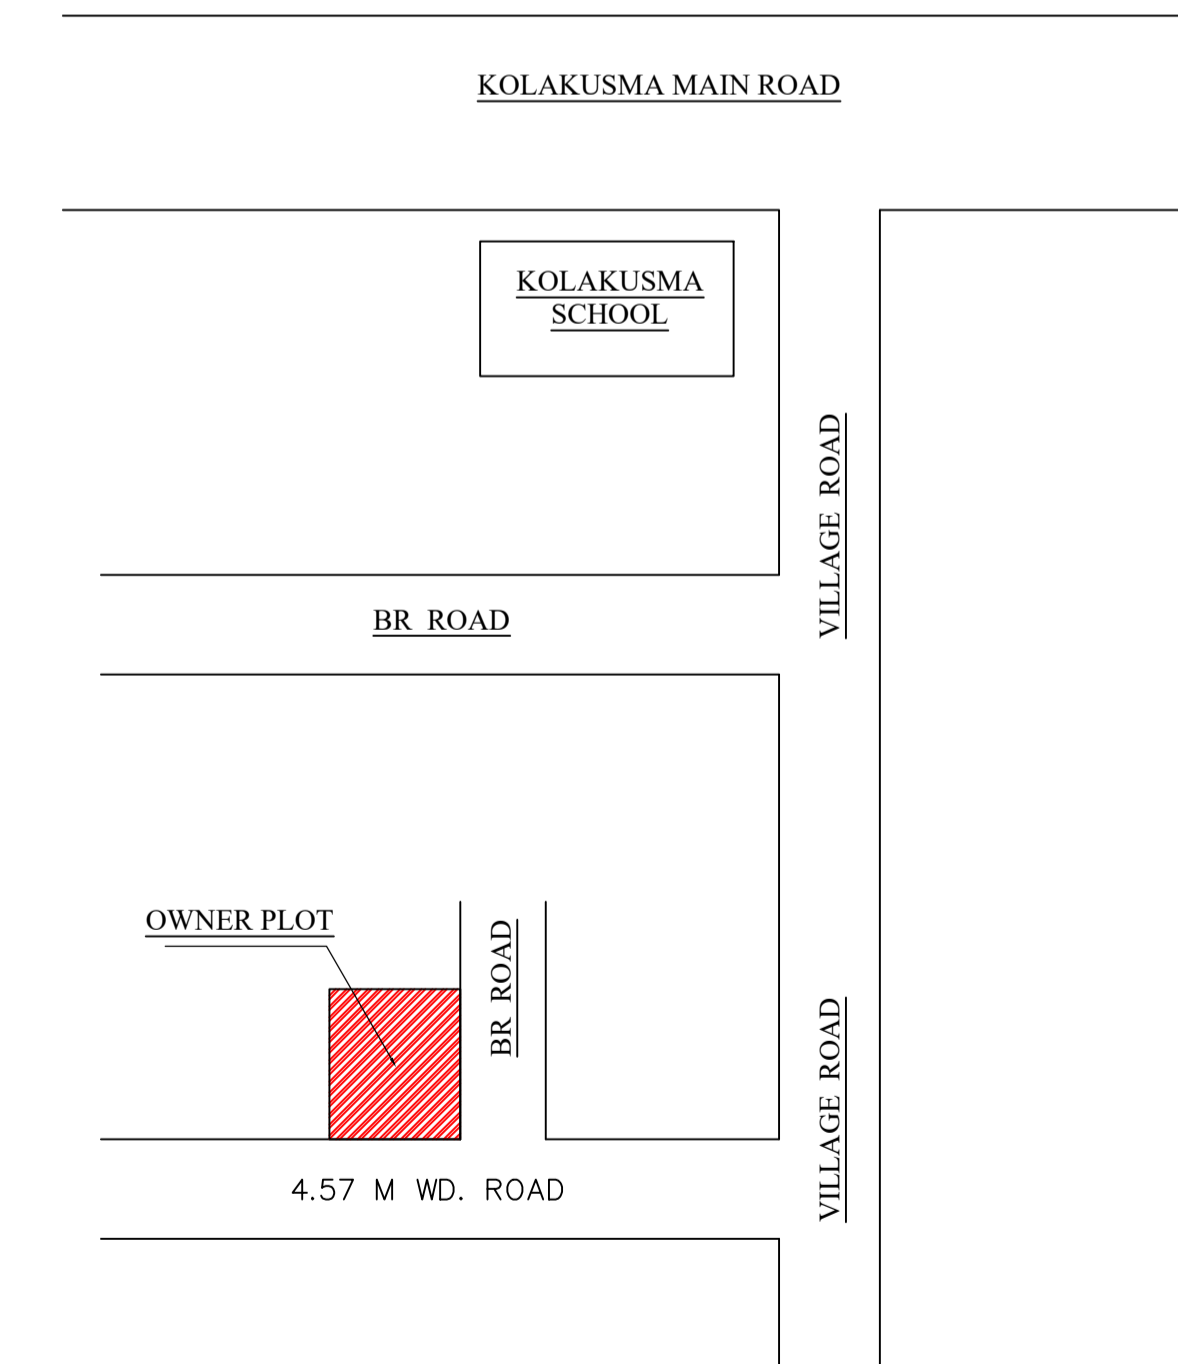 KOLAKUSMA MAIN ROAD
KOLAKUSMA
SCHOOL
VILLAGE ROAD
BR ROAD
OWNER PLOT
BR ROAD
VILLAGE ROAD
4.57 M WD. ROAD